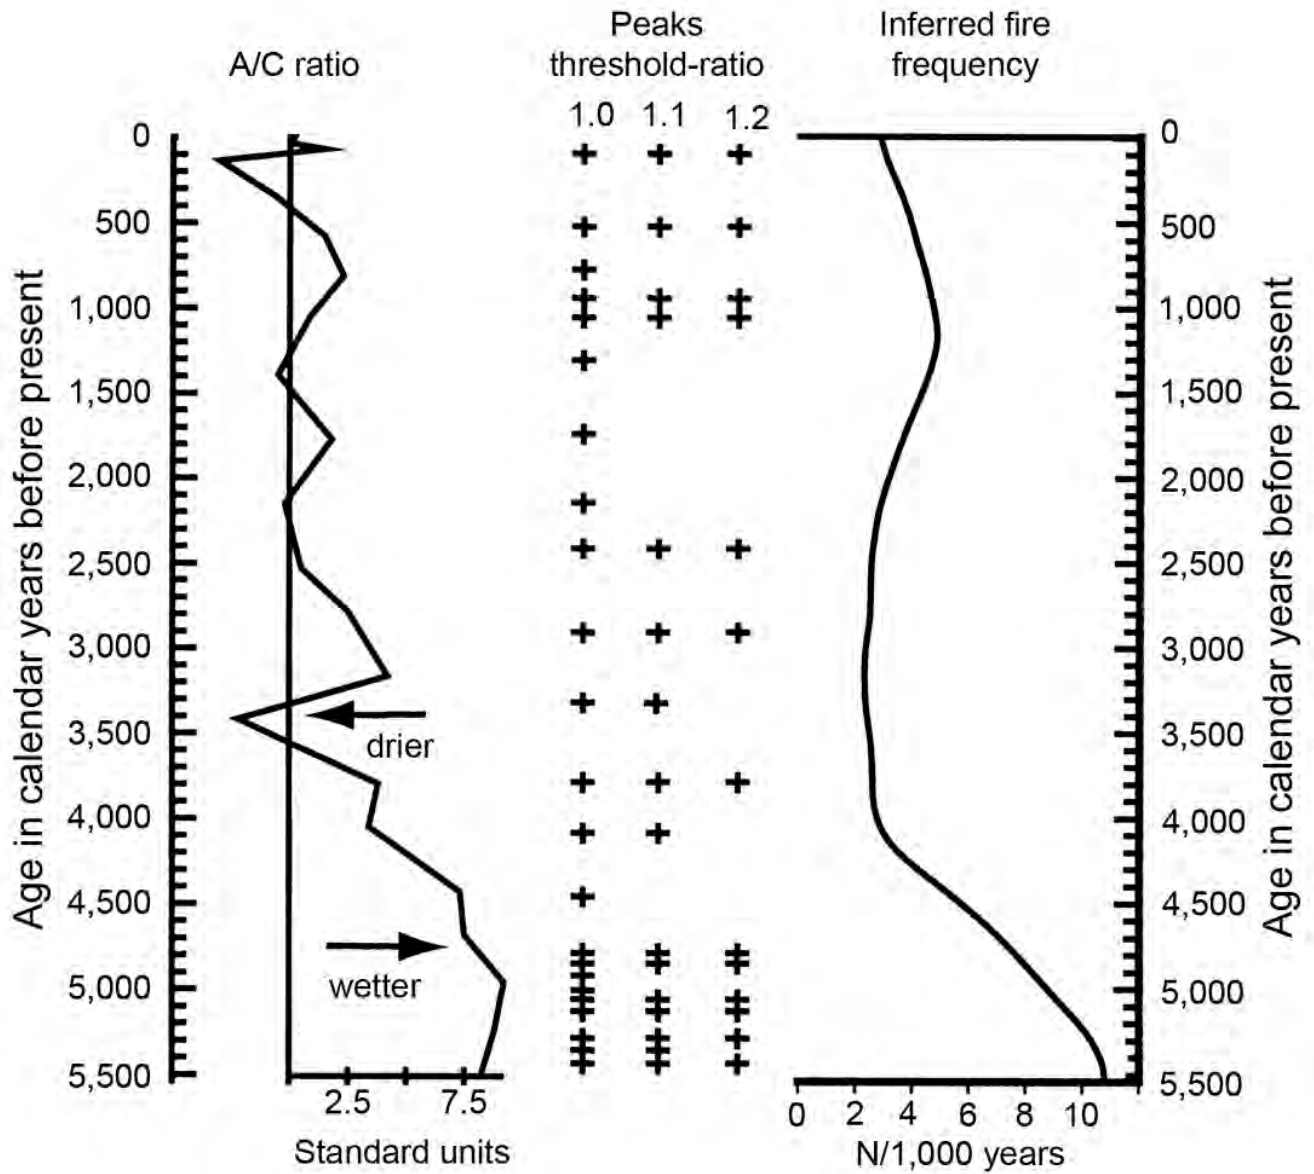 A/C ratio
Peaks
threshold-ratio
1.0 1.1 1.2
Inferred fire
frequency
Age in calendar years before present
0
500
1,000
1,500
2,000
2,500
3,000
3,500
4,000
4,500
5,000
5,500
drier
wetter
2.5 7.5
Standard units
0 2 4 6 8 10
N/1,000 years
0
500
1,000
1,500
2,000
2,500
3,000
3,500
4,000
4,500
5,000
5,500
Age in calendar years before present